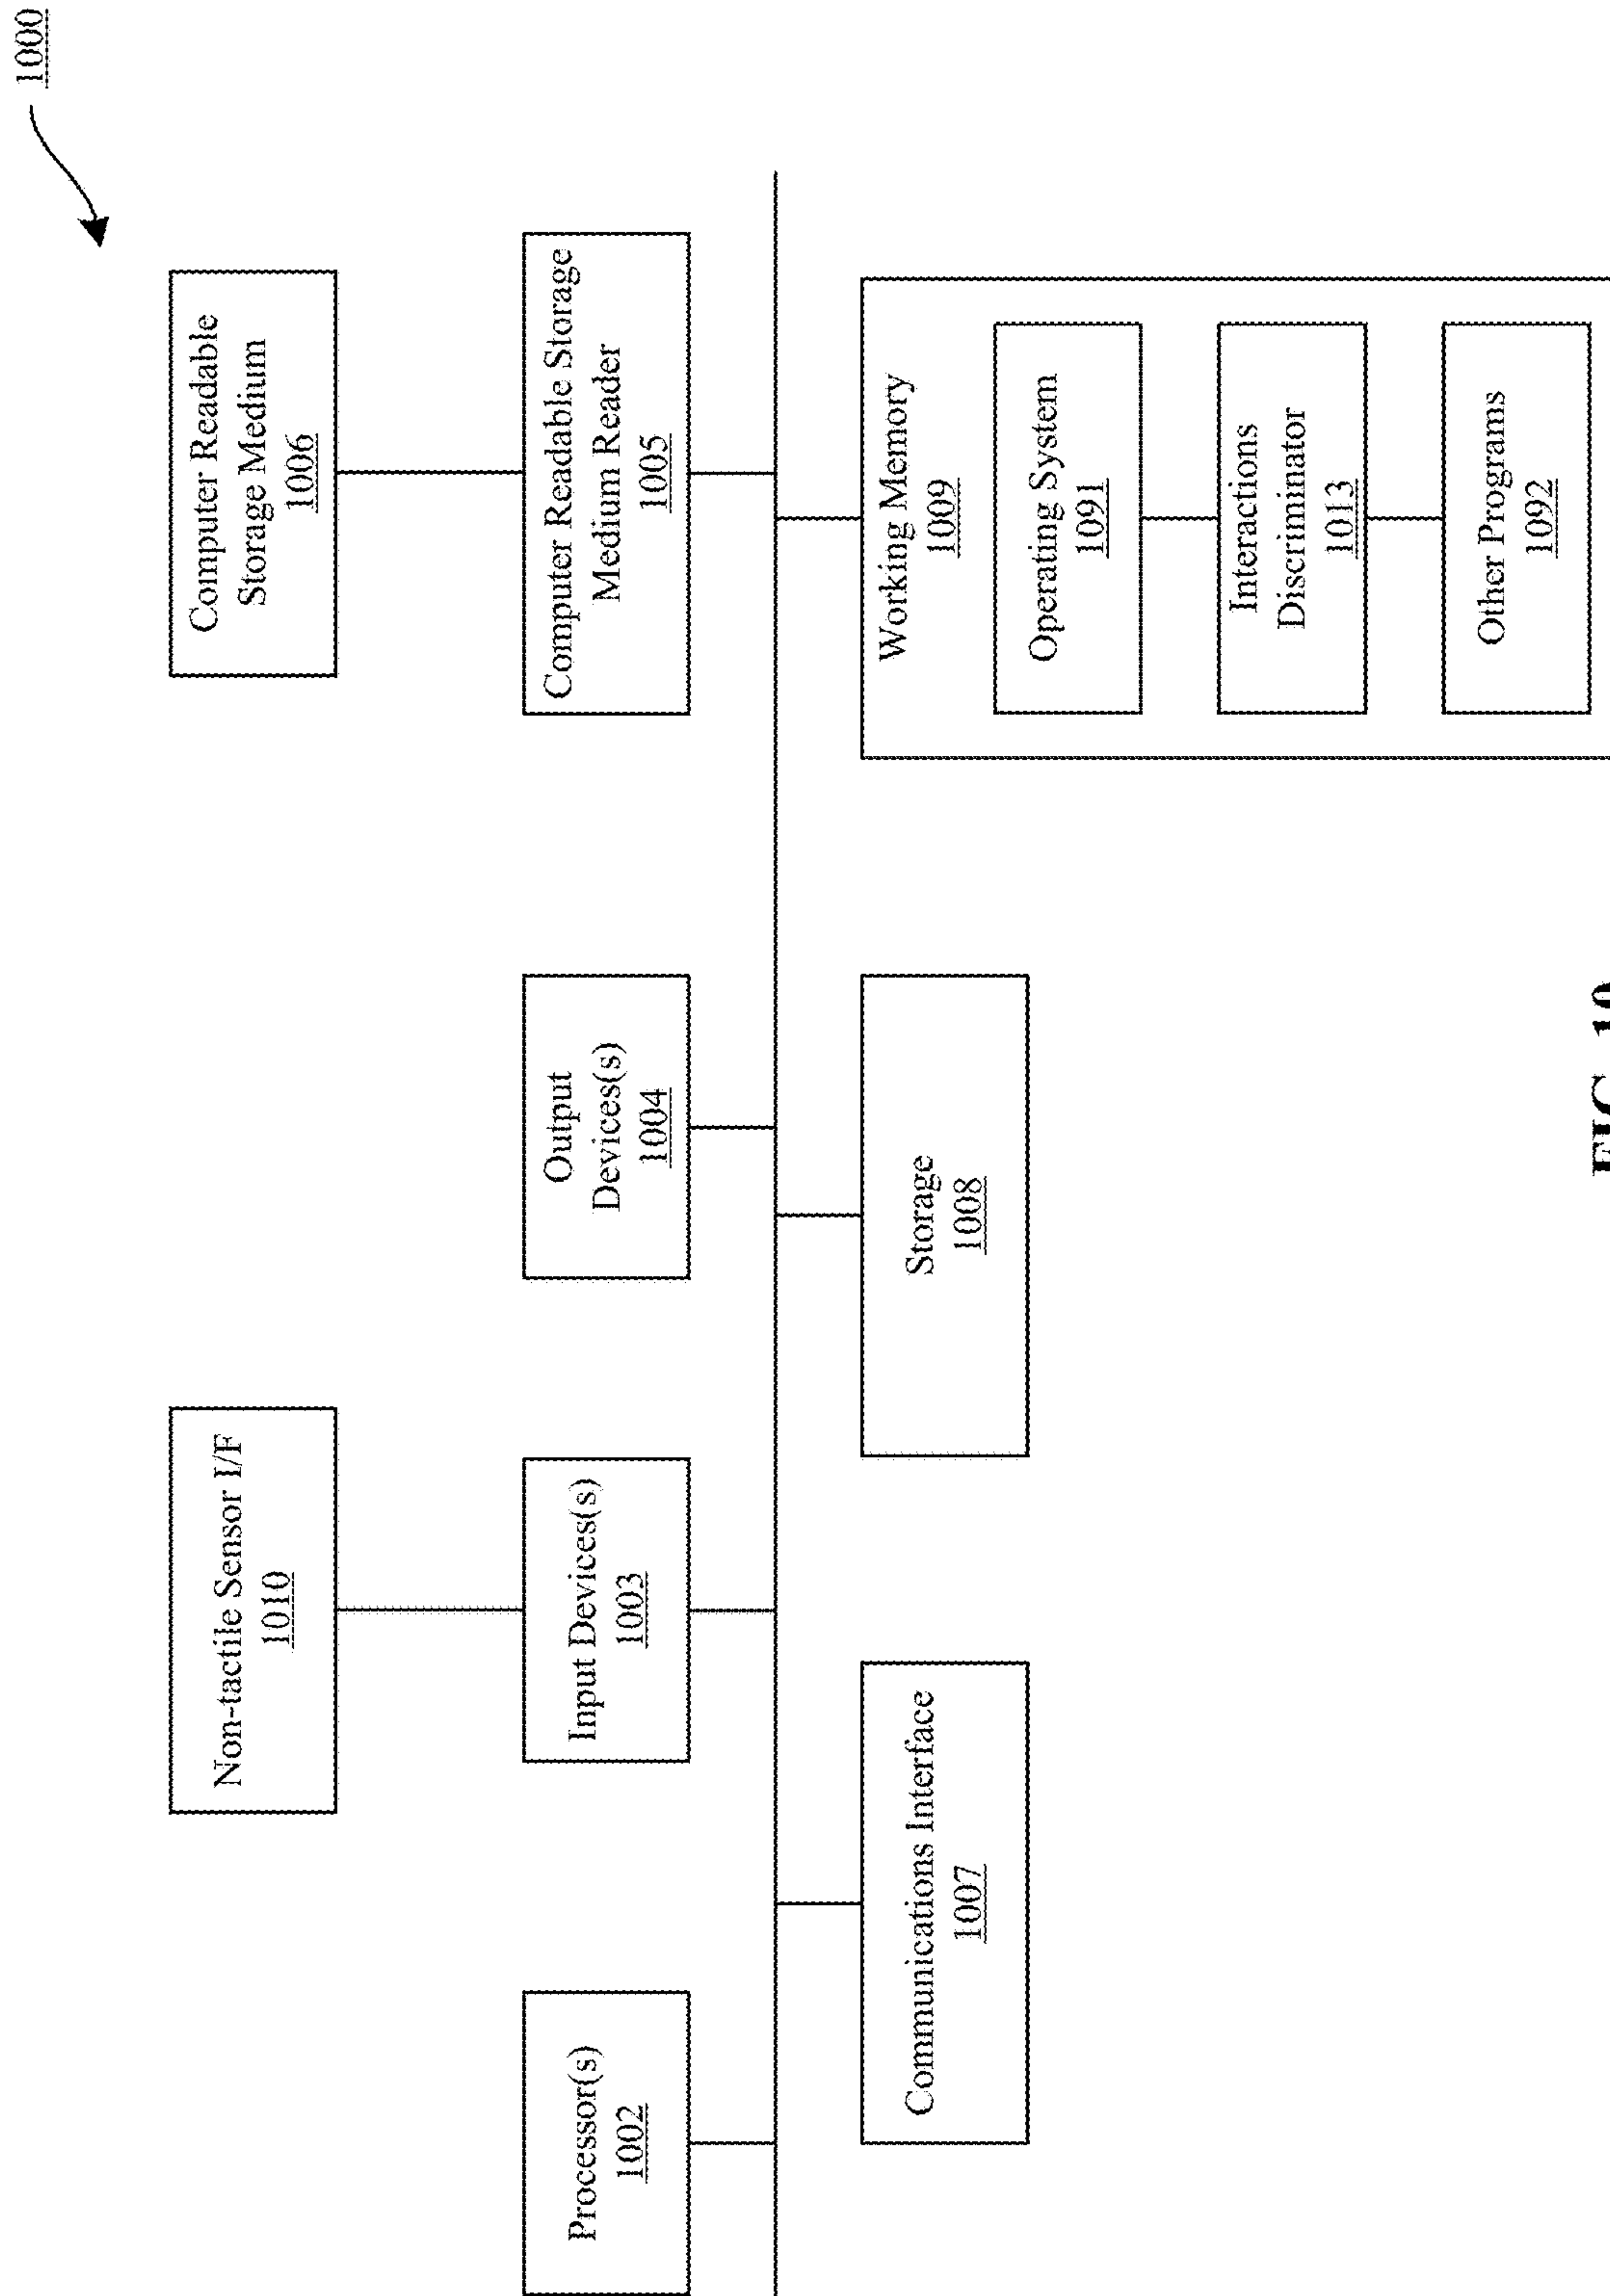 1000
Non-tactile Sensor I/F
1010
Computer Readable
Storage Medium
1006
Processor(s)
1002
Input Devices(s)
1003
Output
Devices(s)
1004
Computer Readable Storage
Medium Reader
1005
Communications Interface
1007
Storage
1008
Working Memory
1009
Operating System
1091
Interactions
Discriminator
1013
Other Programs
1092
FIG. 10